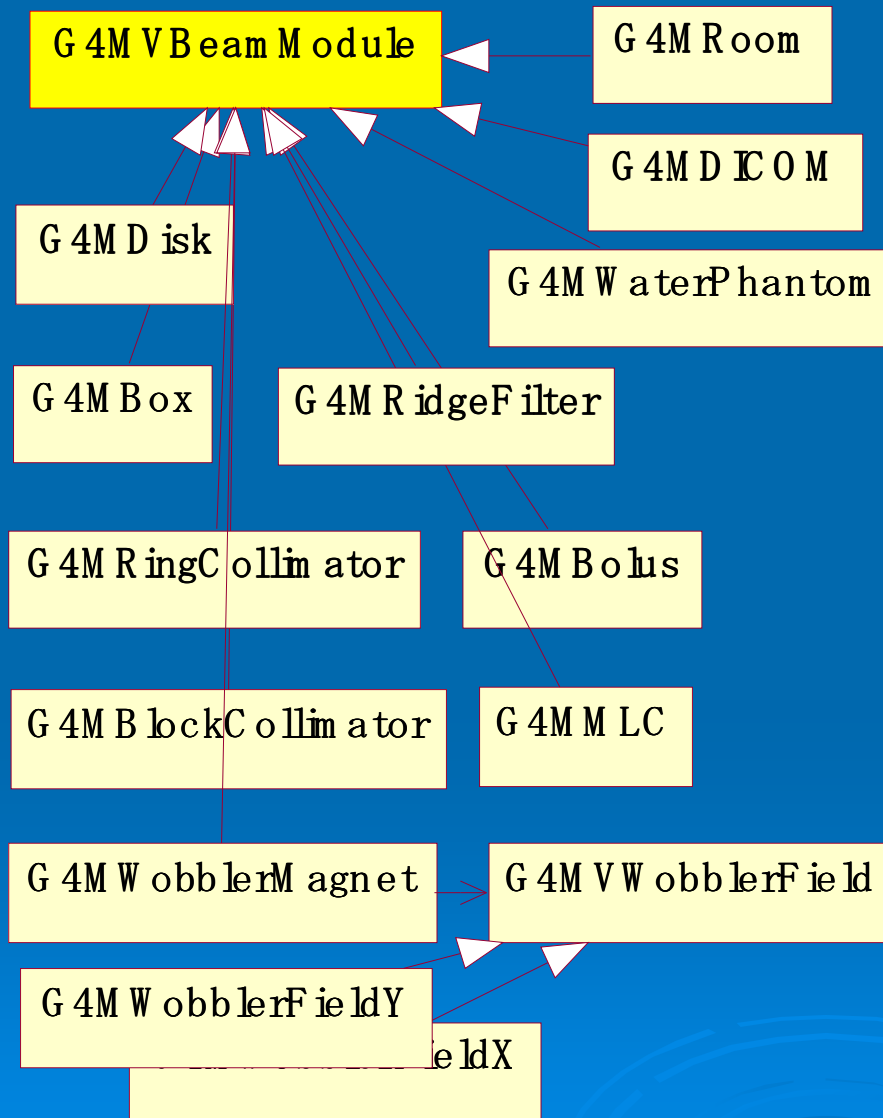 G4MVBeamModule
G4MRoom
G4MDICOM
G4MDisk
G4MWaterPhantom
G4MBox
G4MRidgeFilter
G4MRingCollimator
G4MBolus
G4MBlockCollimator
G4MMLC
G4MWobblerMagnet
G4MVWobblerField
G4MWobblerFieldY